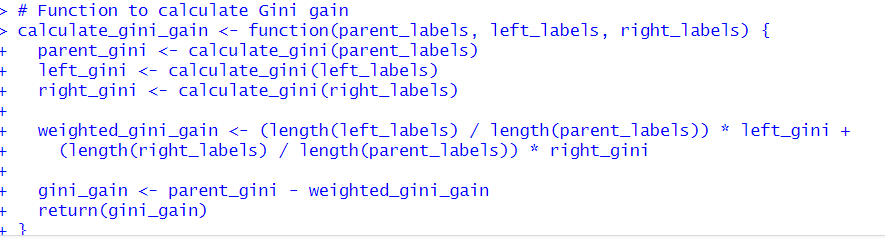 > # Function to calculate Gini gain
> calculate_gini_gain <- function(parent_labels, left_labels, right_labels) {
+   parent_gini <- calculate_gini(parent_labels)
+   left_gini <- calculate_gini(left_labels)
+   right_gini <- calculate_gini(right_labels)
+
+   weighted_gini_gain <- (length(left_labels) / length(parent_labels)) * left_gini +
+     (length(right_labels) / length(parent_labels)) * right_gini
+
+   gini_gain <- parent_gini - weighted_gini_gain
+   return(gini_gain)
+ }